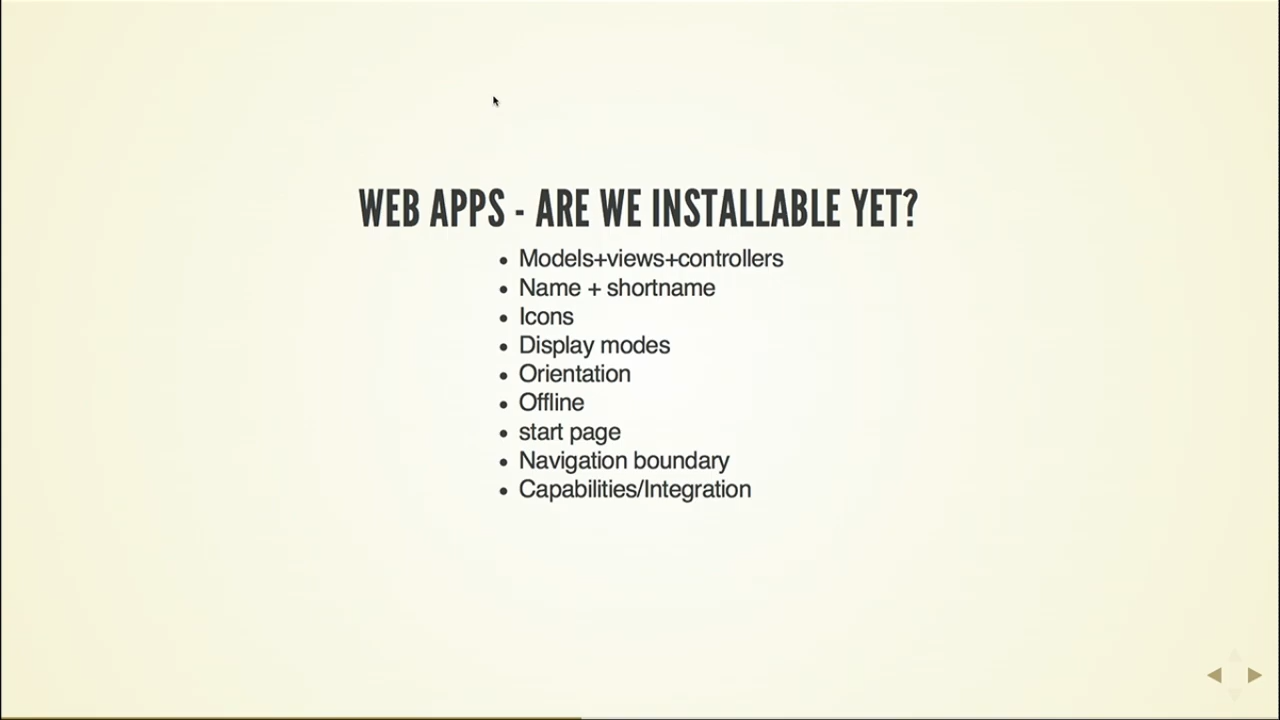 WEB APPS - ARE WE INSTALLABLE YET?
Models+views+controllers
Name + shortname
Icons
Display modes
Orientation
Offline
start page
Navigation boundary
Capabilities/Integration